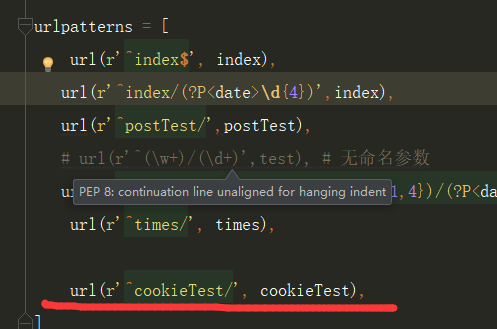 urlpatterns = [
url(r'^index$', index),
url(r'^index/(?P<date>\d{4})',index),
url(r'^postTest/',postTest),
# url(r'^(\w+)/(\d+)',test), # 无命名参数
PEP 8: continuation line unaligned for hanging indent
1,4})/(?P<da
url(r'^times/', times),
url(r'^cookieTest/', cookieTest),
]